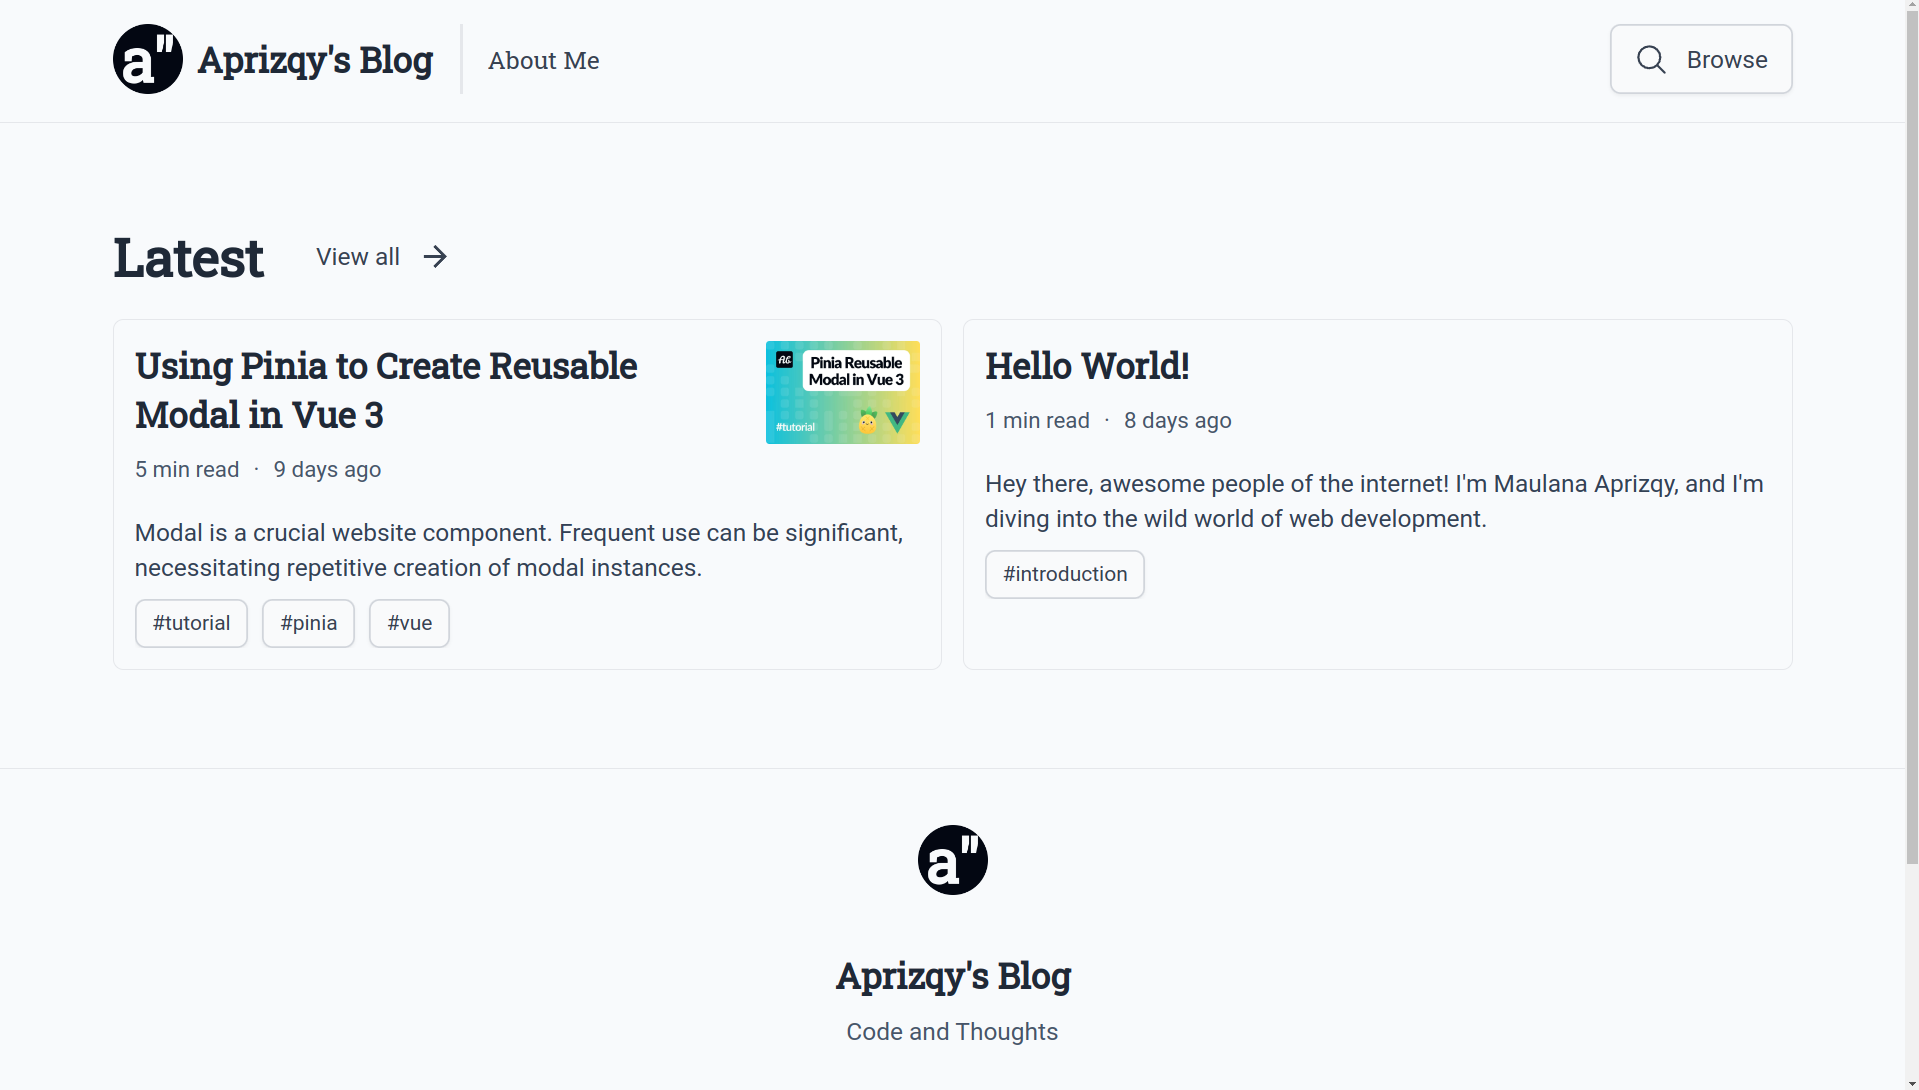 a"
Aprizqy's Blog
About Me
Browse
Latest
View all
Using Pinia to Create Reusable
Modal in Vue 3
AG
Pinia Reusable
Modal in Vue 3
#tutorial
5 min read · 9 days ago
Modal is a crucial website component. Frequent use can be significant,
necessitating repetitive creation of modal instances.
#tutorial
#pinia
#vue
Hello World!
1 min read · 8 days ago
Hey there, awesome people of the internet! I'm Maulana Aprizqy, and I'm
diving into the wild world of web development.
#introduction
a"
Aprizqy's Blog
Code and Thoughts